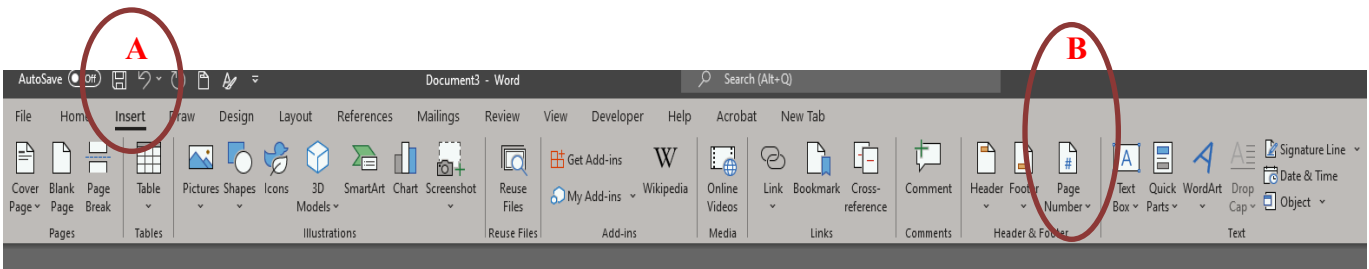 A B
AutoSave Off Document3 - Word Search (Alt+Q)
File Home Insert Draw Design Layout References Mailings Review View Developer Help Acrobat New Tab
Cover Page Blank Page Page Break Table Pictures Shapes Icons 3D Models SmartArt Chart Screenshot Reuse Files Get Add-ins My Add-ins W Wikipedia Online Videos Link Bookmark Cross-reference Comment Header Footer # Page Number A Text Box Quick Parts A WordArt A Drop Cap Signature Line Date & Time Object
Pages Tables Illustrations Reuse Files Add-ins Media Links Comments Header & Footer Text